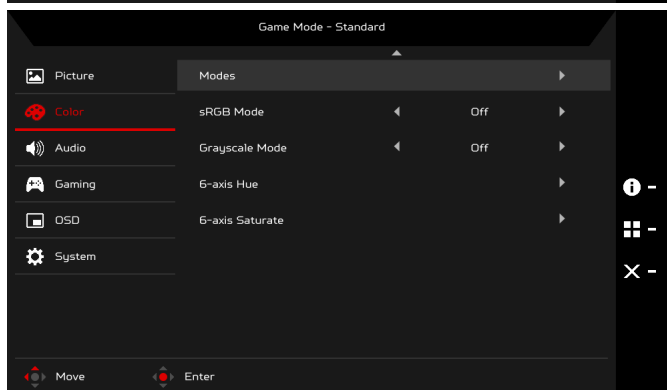 Game Mode - Standard
Picture
Modes
Color
sRGB Mode
Off
Audio
Grayscale Mode
Off
Gaming
6-axis Hue
OSD
6-axis Saturate
System
Move
Enter